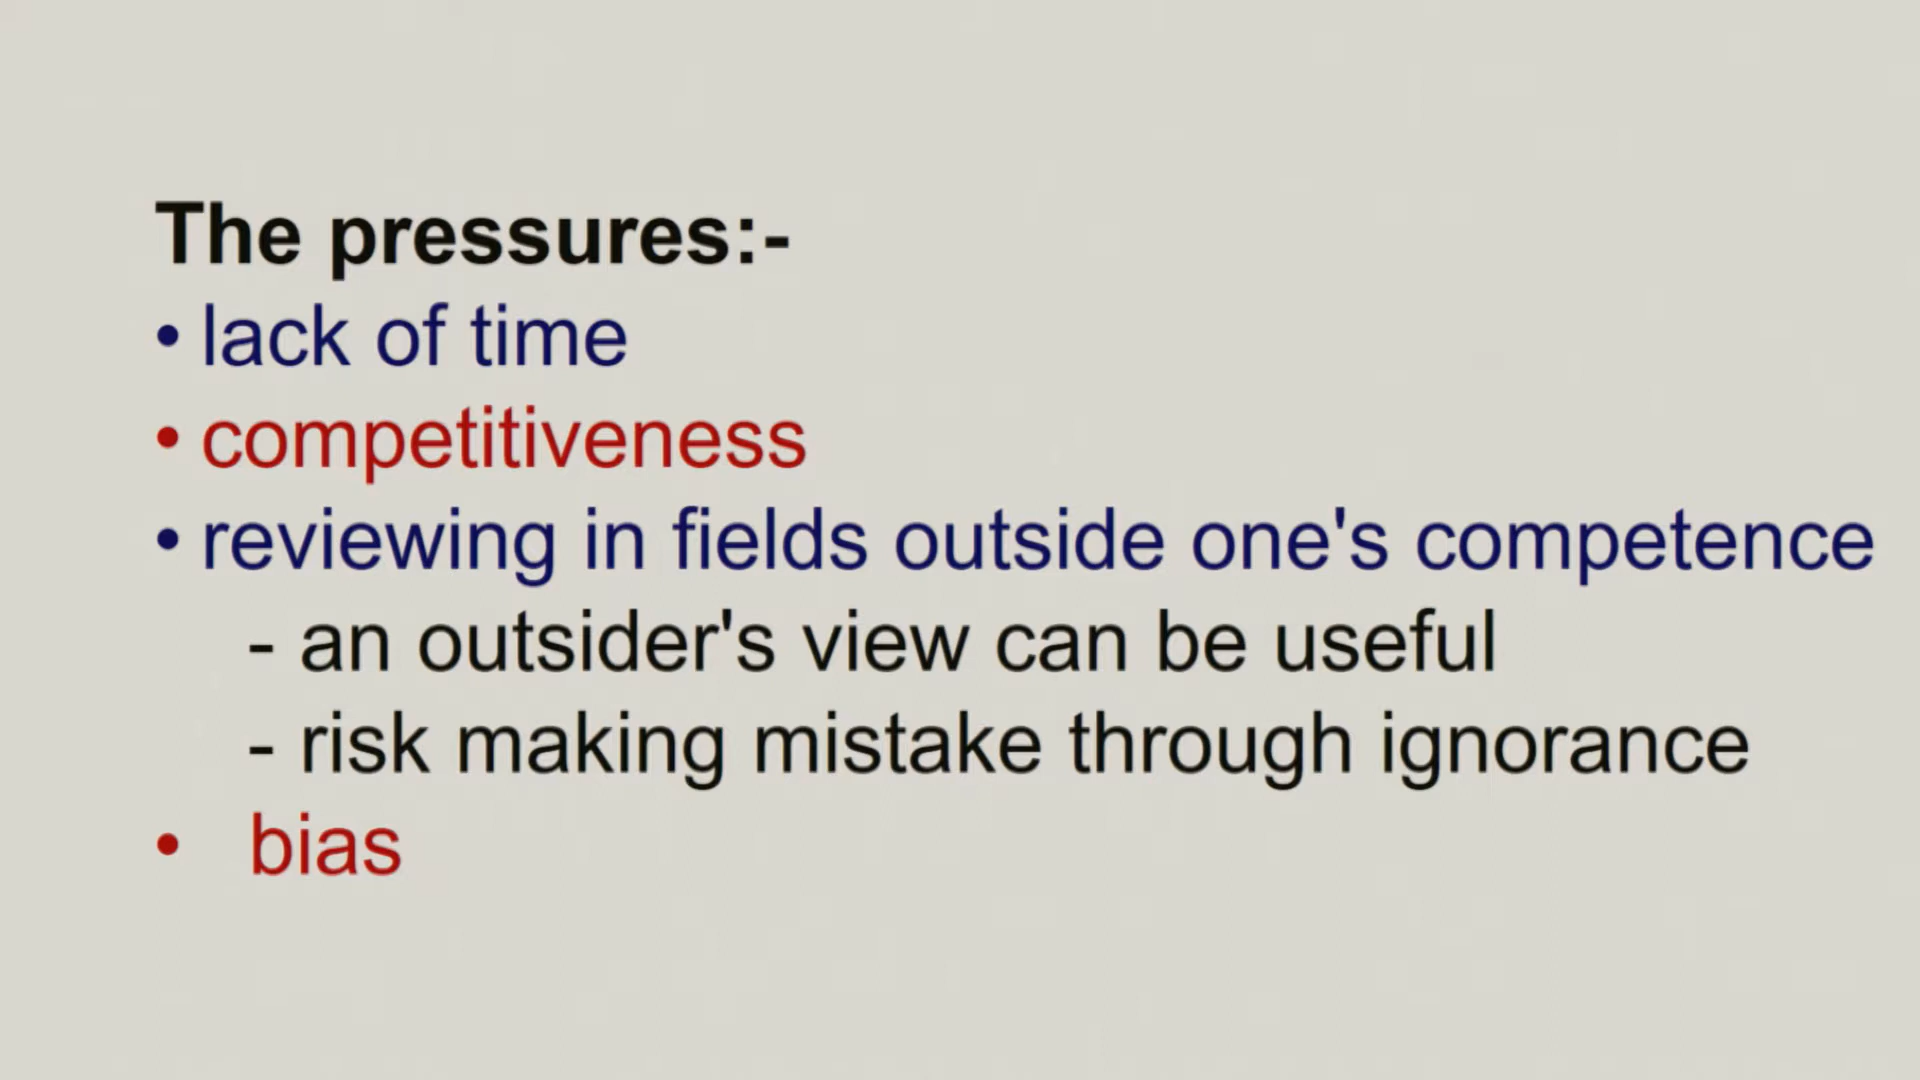 The pressures:-
• lack of time
• competitiveness
• reviewing in fields outside one's competence
- an outsider's view can be useful
- risk making mistake through ignorance
• bias